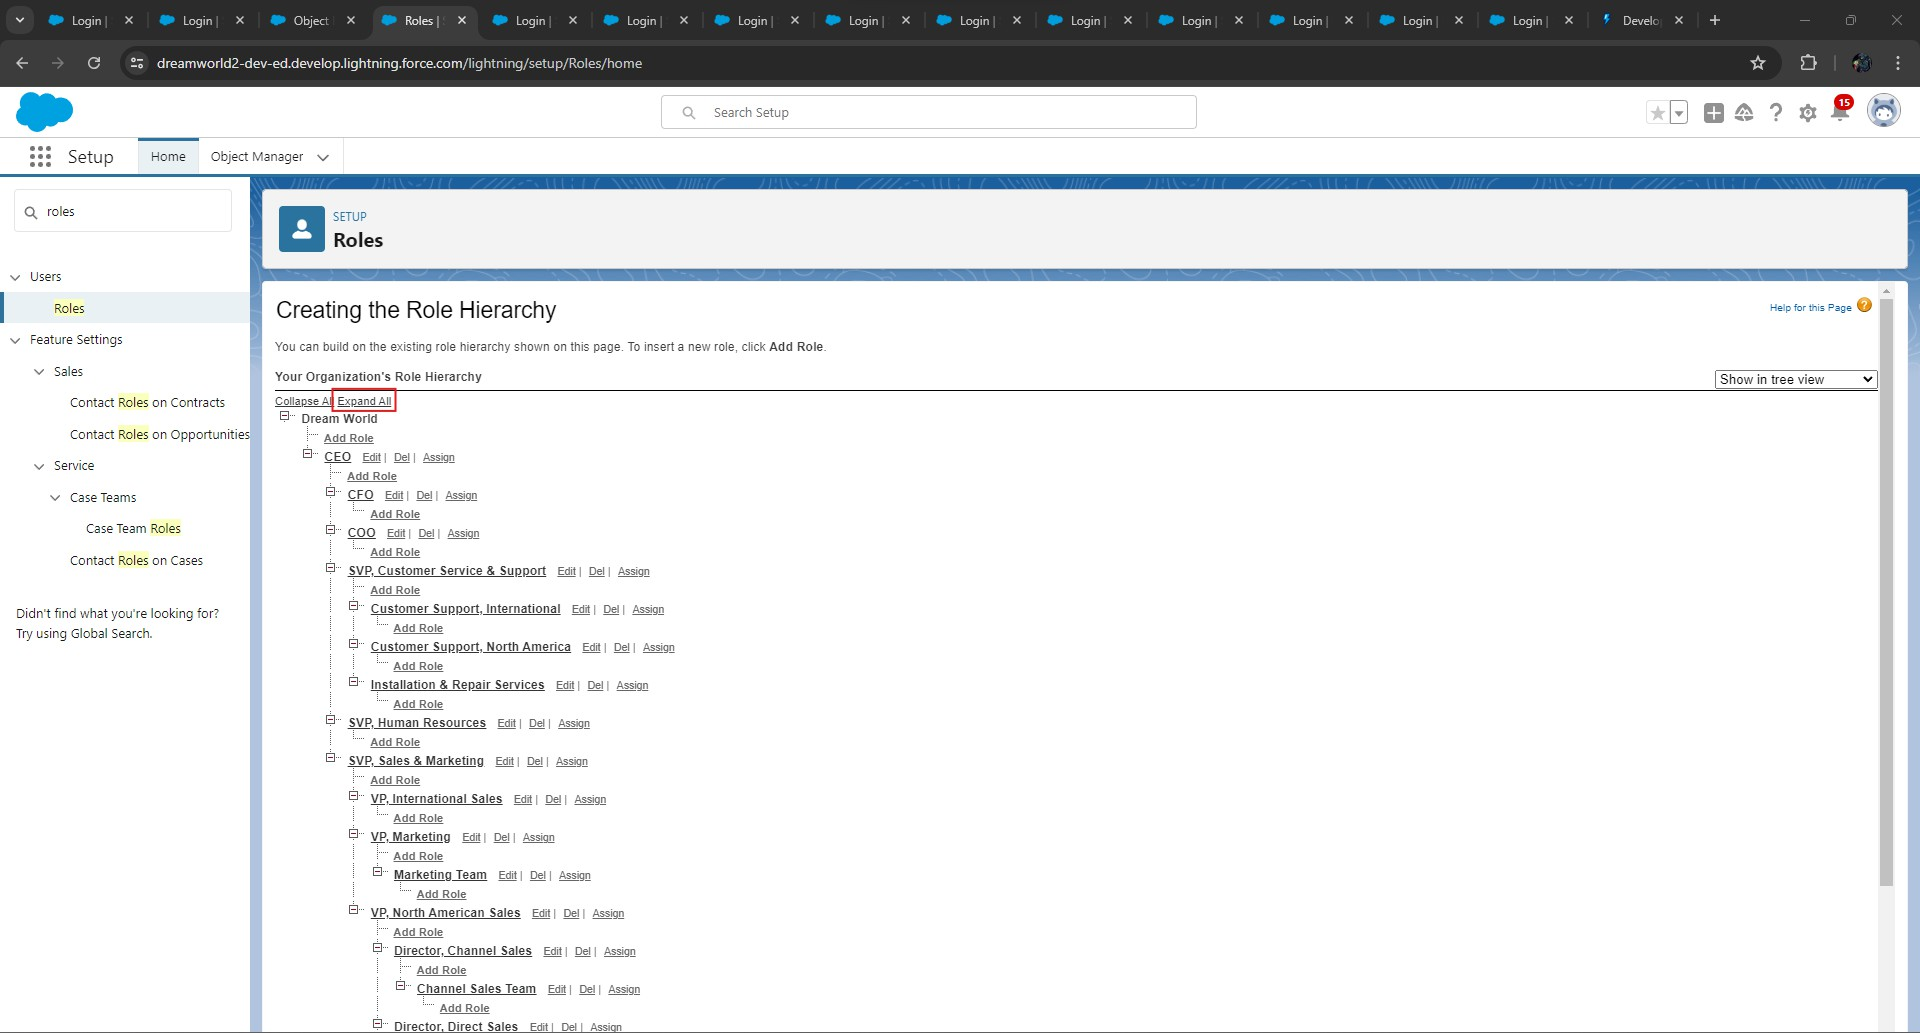 Login |
Login |
Object
Roles |
Login |
Login |
Login |
Login |
Login |
Login |
Login |
Login |
Login |
Login |
Develo
dreamworld2-dev-ed.develop.lightning.force.com/lightning/setup/Roles/home
Search Setup
15
Setup
Home
Object Manager
roles
Users
Roles
Feature Settings
Sales
Contact Roles on Contracts
Contact Roles on Opportunities
Service
Case Teams
Case Team Roles
Contact Roles on Cases
Didn't find what you're looking for?
Try using Global Search.
SETUP
Roles
Creating the Role Hierarchy
Help for this Page ?
You can build on the existing role hierarchy shown on this page. To insert a new role, click Add Role.
Your Organization's Role Hierarchy
Show in tree view
Collapse All Expand All
Dream World
Add Role
CEO Edit | Del | Assign
Add Role
CFO Edit | Del | Assign
Add Role
COO Edit | Del | Assign
Add Role
SVP, Customer Service & Support Edit | Del | Assign
Add Role
Customer Support, International Edit | Del | Assign
Add Role
Customer Support, North America Edit | Del | Assign
Add Role
Installation & Repair Services Edit | Del | Assign
Add Role
SVP, Human Resources Edit | Del | Assign
Add Role
SVP, Sales & Marketing Edit | Del | Assign
Add Role
VP, International Sales Edit | Del | Assign
Add Role
VP, Marketing Edit | Del | Assign
Add Role
Marketing Team Edit | Del | Assign
Add Role
VP, North American Sales Edit | Del | Assign
Add Role
Director, Channel Sales Edit | Del | Assign
Add Role
Channel Sales Team Edit | Del | Assign
Add Role
Director, Direct Sales Edit | Del | Assign